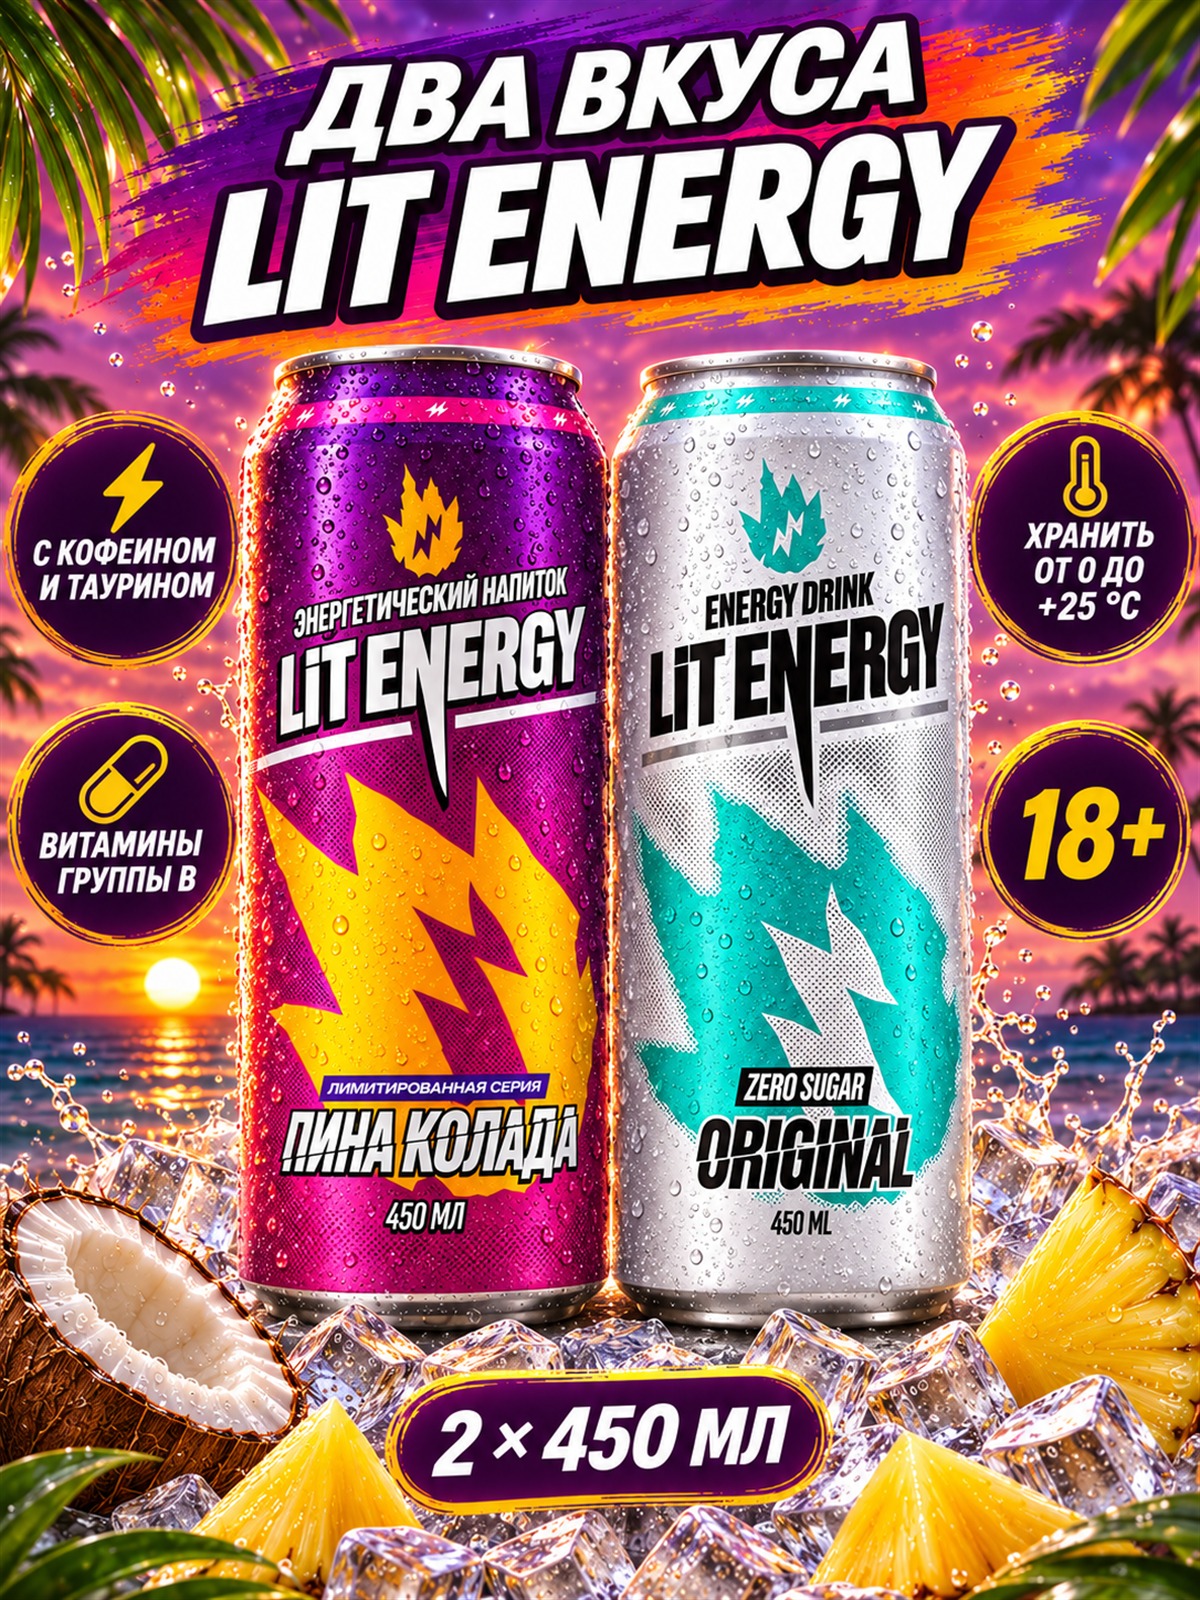 ДВА ВКУСА
LIT ENERGY
С КОФЕИНОМ
И ТАУРИНОМ
ВИТАМИНЫ
ГРУППЫ В
ЭНЕРГЕТИЧЕСКИЙ НАПИТОК
LiT ENERGY
ЛИМИТИРОВАННАЯ СЕРИЯ
ПИНА КОЛАДА
450 МЛ
ENERGY DRINK
LiT ENERGY
ZERO SUGAR
ORIGINAL
450 ML
ХРАНИТЬ
ОТ 0 ДО
+25 °C
18+
2 × 450 МЛ